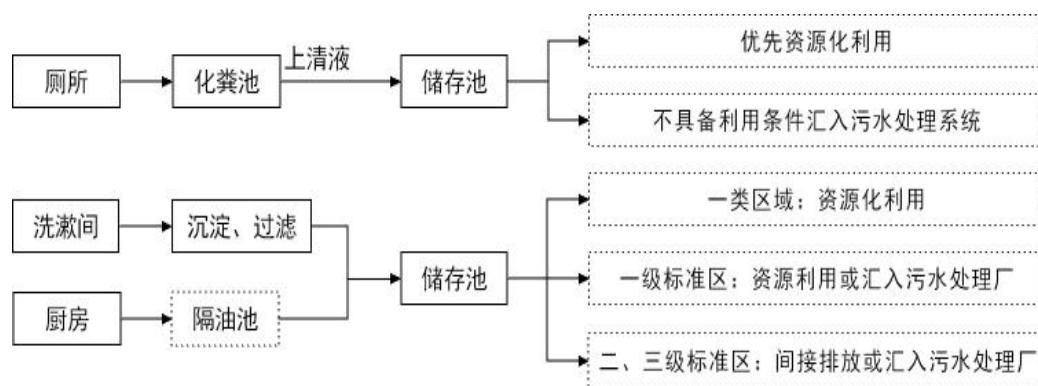 优先资源化利用
上清液
厕所
化粪池
储存池
不具备利用条件汇入污水处理系统
一类区域：资源化利用
洗漱间
沉淀、过滤
储存池
一级标准区：资源利用或汇入污水处理厂
厨房
隔油池
二、三级标准区：间接排放或汇入污水处理厂